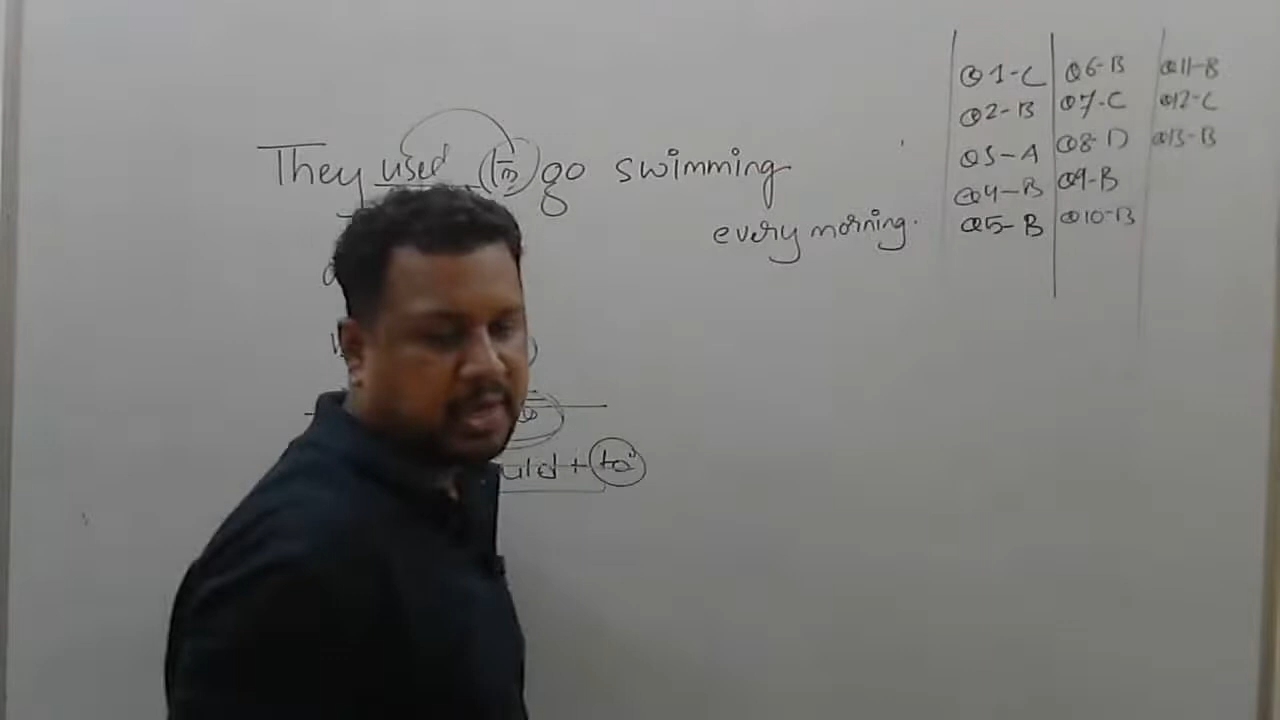 They used (to) go swimming
every morning.
uld + to
Q1-C
Q2-B
Q3-A
Q4-B
Q5-B
Q6-B
Q7-C
Q8-D
Q9-B
Q10-B
Q11-B
Q12-C
Q13-B